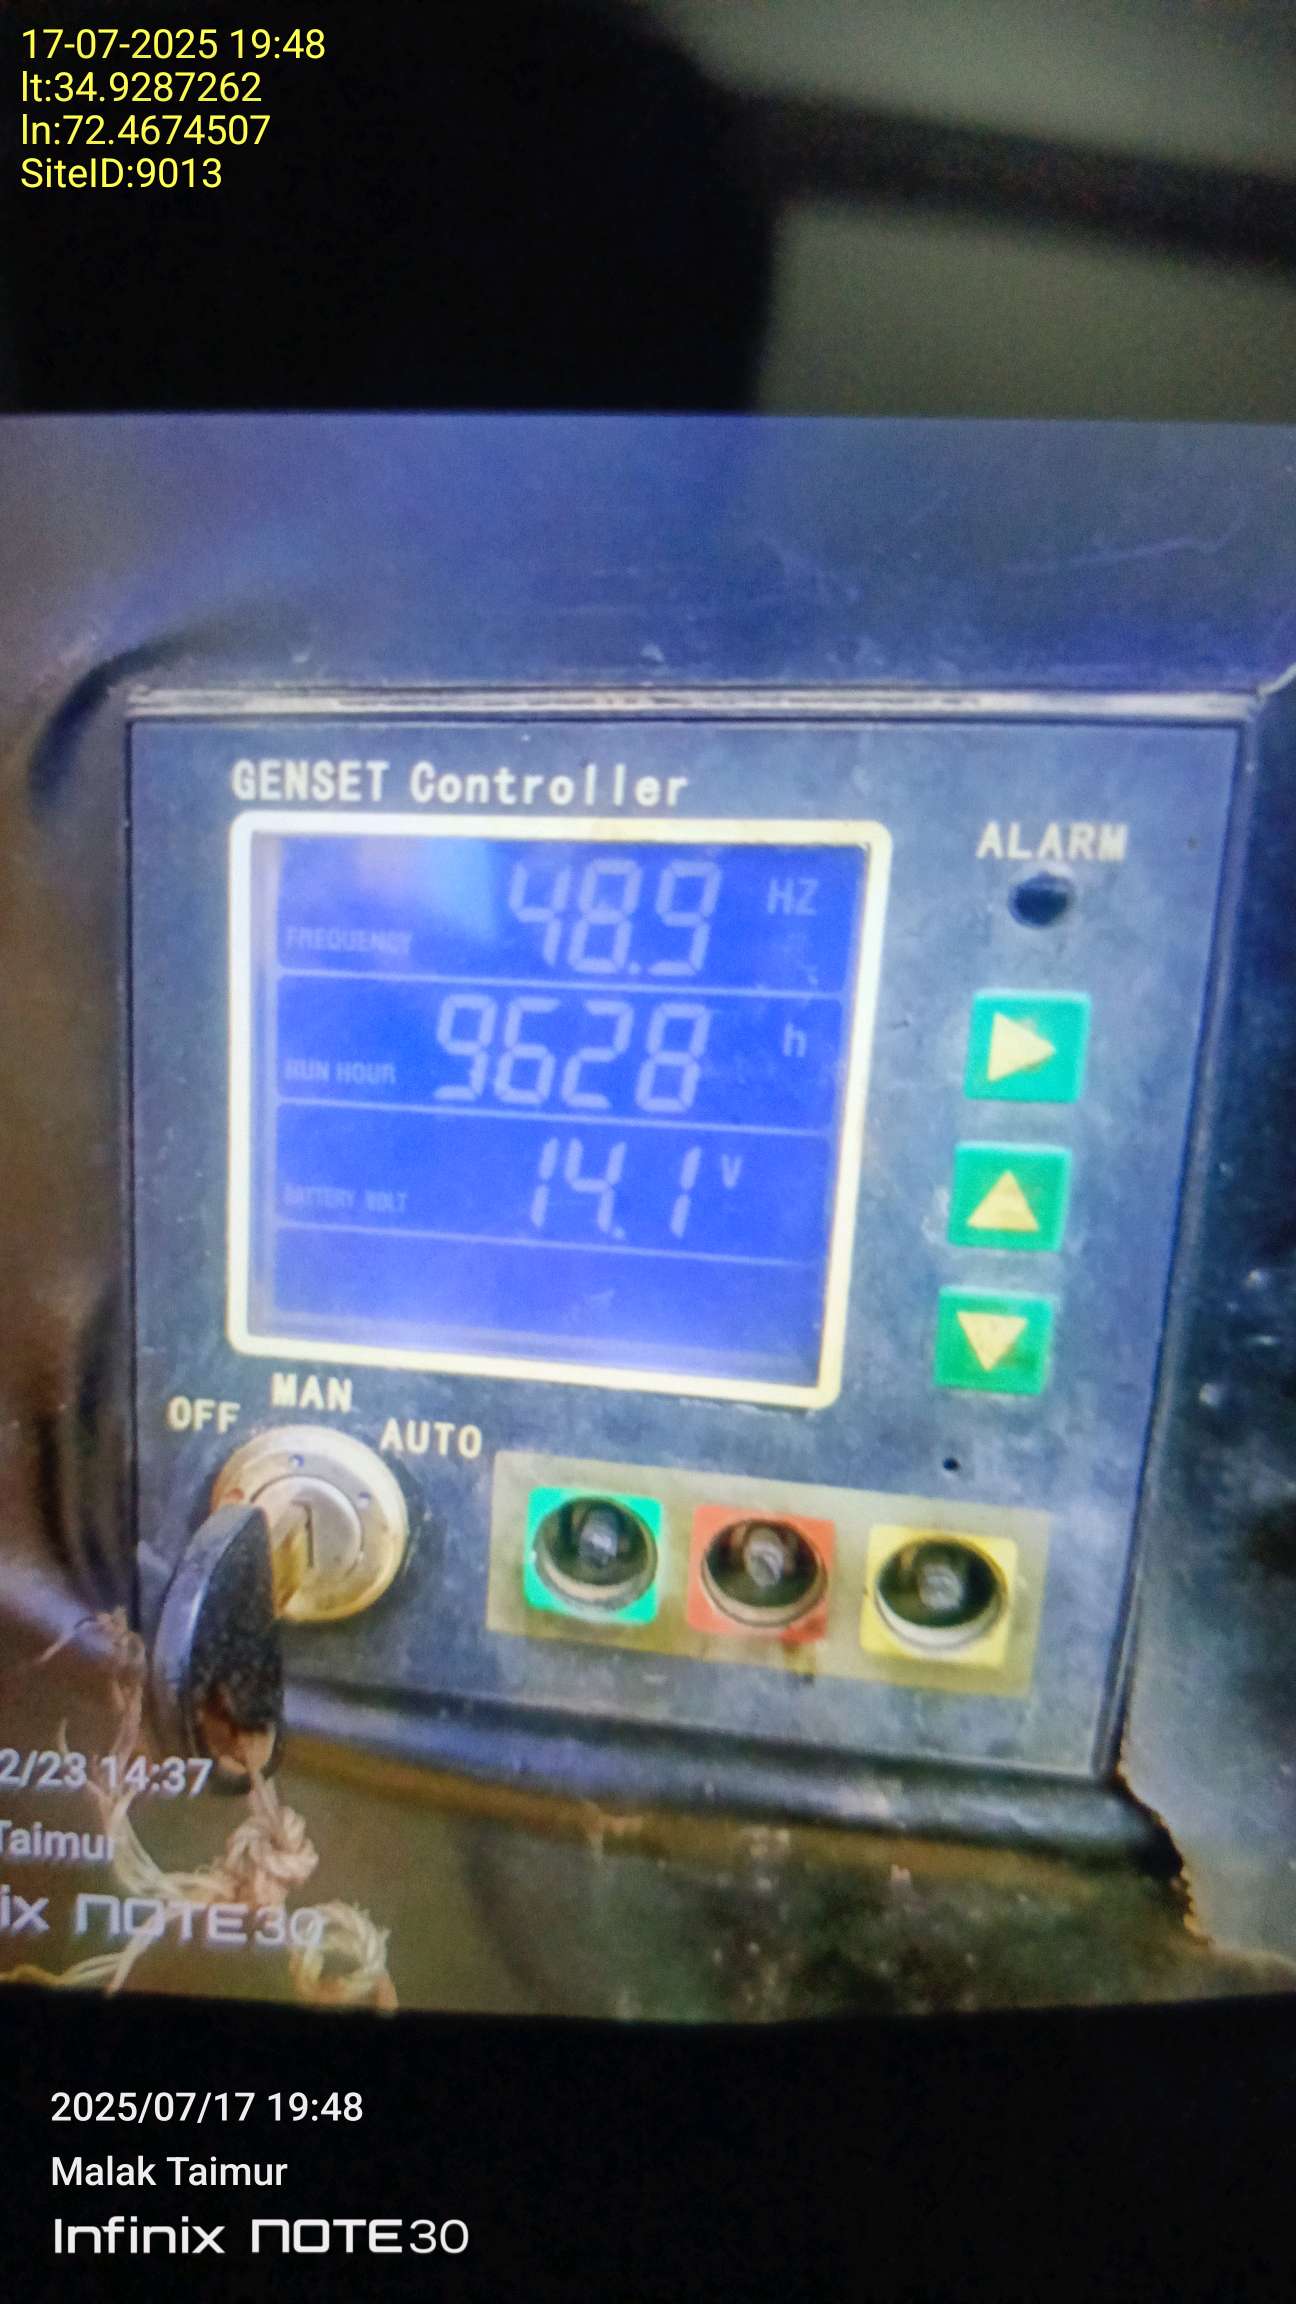 17-07-2025 19:48
lt:34.9287262
ln:72.4674507
SiteID:9013
GENSET Controller
ALARM
48.9 HZ
FREQUENCY
9628 h
RUN HOUR
14.1 V
BATTERY VOLT
OFF MAN AUTO
2/23 14:37
Taimur
ix NOTE30
2025/07/17 19:48
Malak Taimur
Infinix NOTE30